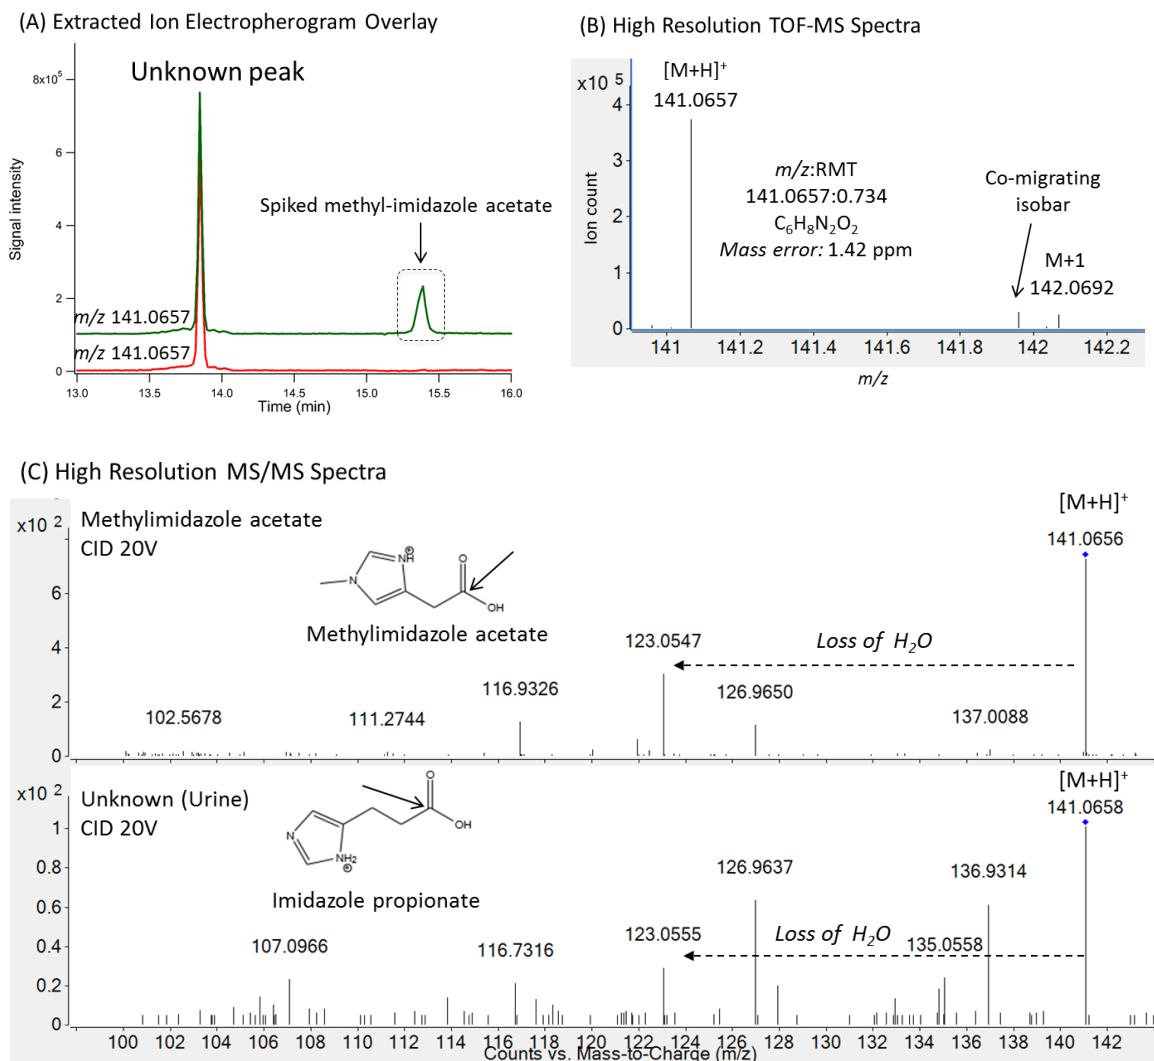 (A) Extracted Ion Electropherogram Overlay
Unknown peak
Spiked methyl-imidazole acetate
m/z 141.0657
m/z 141.0657
Signal intensity
8x10⁵
6
4
2
0
13.0 13.5 14.0 14.5 15.0 15.5 16.0
Time (min)
(B) High Resolution TOF-MS Spectra
[M+H]⁺
141.0657
x10 ⁵
4
3
2
1
0
Ion count
m/z:RMT
141.0657:0.734
C₆H₈N₂O₂
Mass error: 1.42 ppm
Co-migrating
isobar
M+1
142.0692
141 141.2 141.4 141.6 141.8 142 142.2
m/z
(C) High Resolution MS/MS Spectra
x10 ²
Methylimidazole acetate
CID 20V
[M+H]⁺
141.0656
N
NH
⊕
O
OH
Methylimidazole acetate
Loss of H₂O
123.0547
116.9326
126.9650
102.5678
111.2744
137.0088
6
4
2
0
x10 ²
Unknown (Urine)
CID 20V
[M+H]⁺
141.0658
N
NH₂
⊕
O
OH
Imidazole propionate
126.9637
136.9314
123.0555
Loss of H₂O
135.0558
107.0966
116.7316
1
0.8
0.6
0.4
0.2
0
100 102 104 106 108 110 112 114 116 118 120 122 124 126 128 130 132 134 136 138 140 142
Counts vs. Mass-to-Charge (m/z)